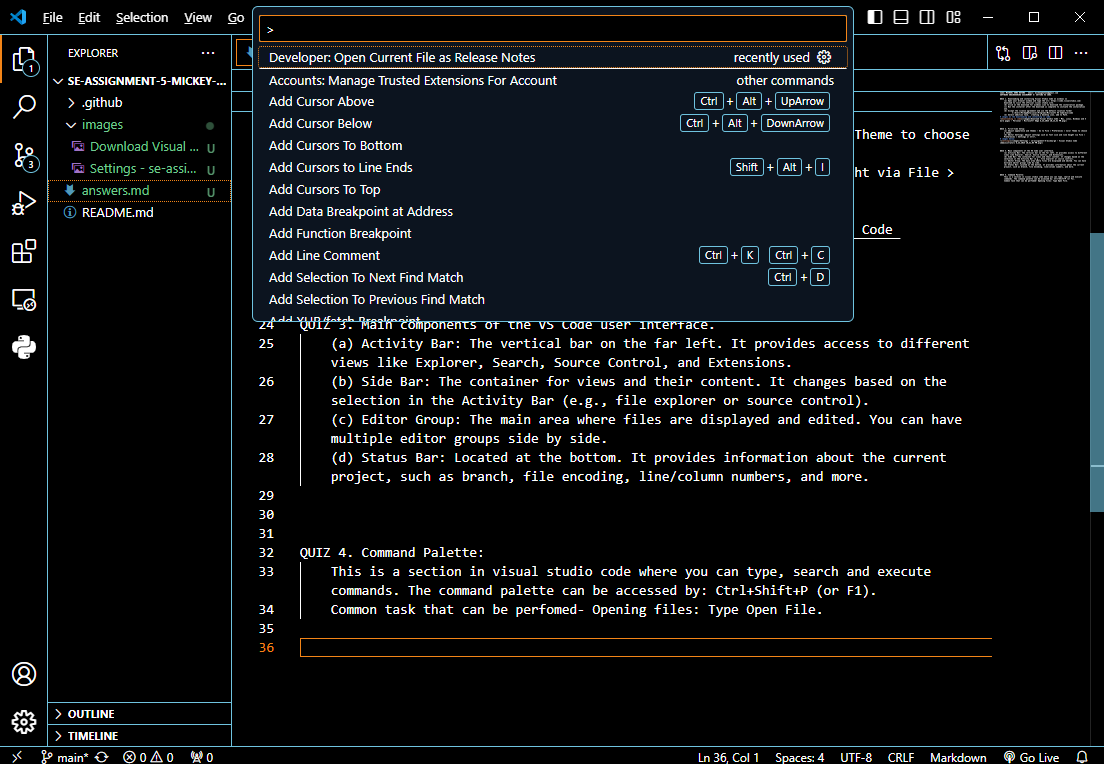 File Edit Selection View Go
>
Developer: Open Current File as Release Notes recently used
Accounts: Manage Trusted Extensions For Account other commands
Add Cursor Above Ctrl + Alt + UpArrow
Add Cursor Below Ctrl + Alt + DownArrow
Add Cursors To Bottom
Add Cursors to Line Ends Shift + Alt + I
Add Cursors To Top
Add Data Breakpoint at Address
Add Function Breakpoint
Add Line Comment Ctrl + K Ctrl + C
Add Selection To Next Find Match Ctrl + D
Add Selection To Previous Find Match
Add XHR/fetch Breakpoint
1
3
EXPLORER ...
SE-ASSIGNMENT-5-MICKEY-...
.github
images
Download Visual ... U
Settings - se-assi... U
answers.md U
README.md
OUTLINE
TIMELINE
Theme to choose
ht via File >
Code
24 QUIZ 3. Main components of the VS Code user interface.
25 (a) Activity Bar: The vertical bar on the far left. It provides access to different
views like Explorer, Search, Source Control, and Extensions.
26 (b) Side Bar: The container for views and their content. It changes based on the
selection in the Activity Bar (e.g., file explorer or source control).
27 (c) Editor Group: The main area where files are displayed and edited. You can have
multiple editor groups side by side.
28 (d) Status Bar: Located at the bottom. It provides information about the current
project, such as branch, file encoding, line/column numbers, and more.
29
30
31
32 QUIZ 4. Command Palette:
33 This is a section in visual studio code where you can type, search and execute
commands. The command palette can be accessed by: Ctrl+Shift+P (or F1).
34 Common task that can be perfomed- Opening files: Type Open File.
35
36
main* 0 0 0 Ln 36, Col 1 Spaces: 4 UTF-8 CRLF Markdown Go Live